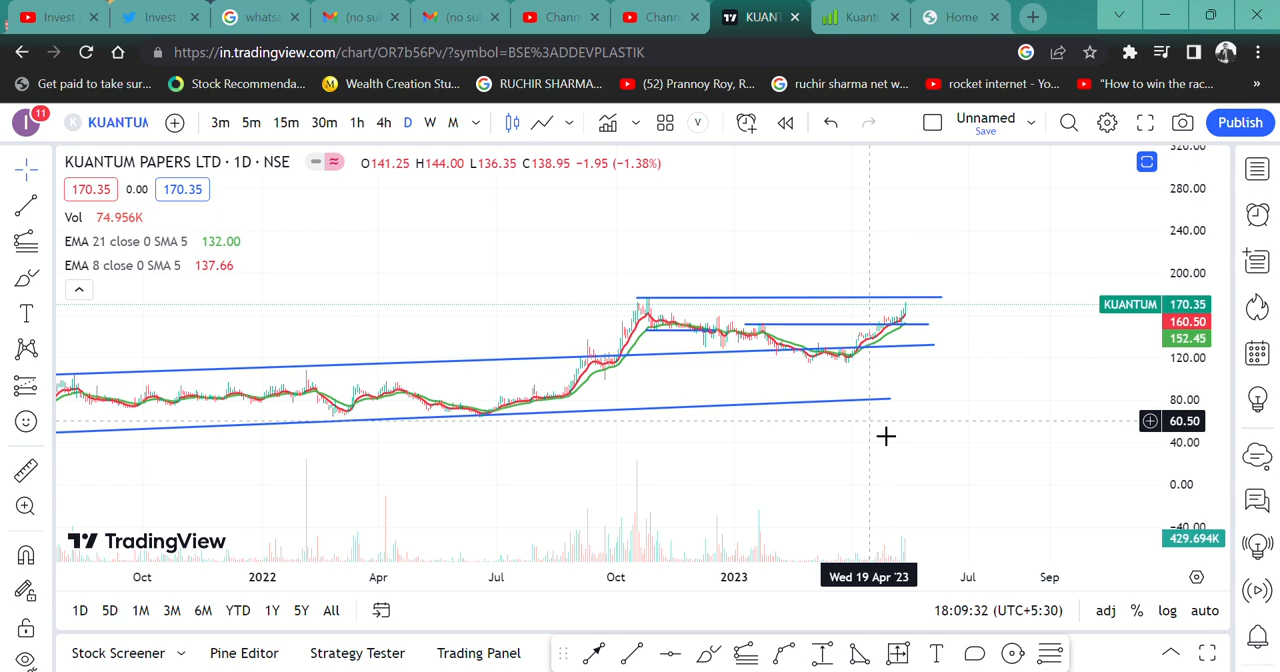 Invest
Invest
whatsa
(no sul
(no sul
Chann
Chann
KUANT
Kuantu
Home
https://in.tradingview.com/chart/OR7b56Pv/?symbol=BSE%3ADDEVPLASTIK
Get paid to take sur...
Stock Recommenda...
Wealth Creation Stu...
RUCHIR SHARMA...
(52) Prannoy Roy, R...
ruchir sharma net w...
rocket internet - Yo...
"How to win the rac...
»
I
11
K
KUANTUM
3m 5m 15m 30m 1h 4h D W M
V
Unnamed
Save
Publish
KUANTUM PAPERS LTD · 1D · NSE
O141.25 H144.00 L136.35 C138.95 −1.95 (−1.38%)
170.35 0.00 170.35
Vol 74.956K
EMA 21 close 0 SMA 5 132.00
EMA 8 close 0 SMA 5 137.66
320.00
280.00
240.00
200.00
KUANTUM 170.35
160.50
152.45
120.00
80.00
60.50
40.00
0.00
−40.00
429.694K
TradingView
Oct 2022 Apr Jul Oct 2023 Wed 19 Apr '23 Jul Sep
1D 5D 1M 3M 6M YTD 1Y 5Y All
18:09:32 (UTC+5:30)
adj % log auto
Stock Screener
Pine Editor
Strategy Tester
Trading Panel